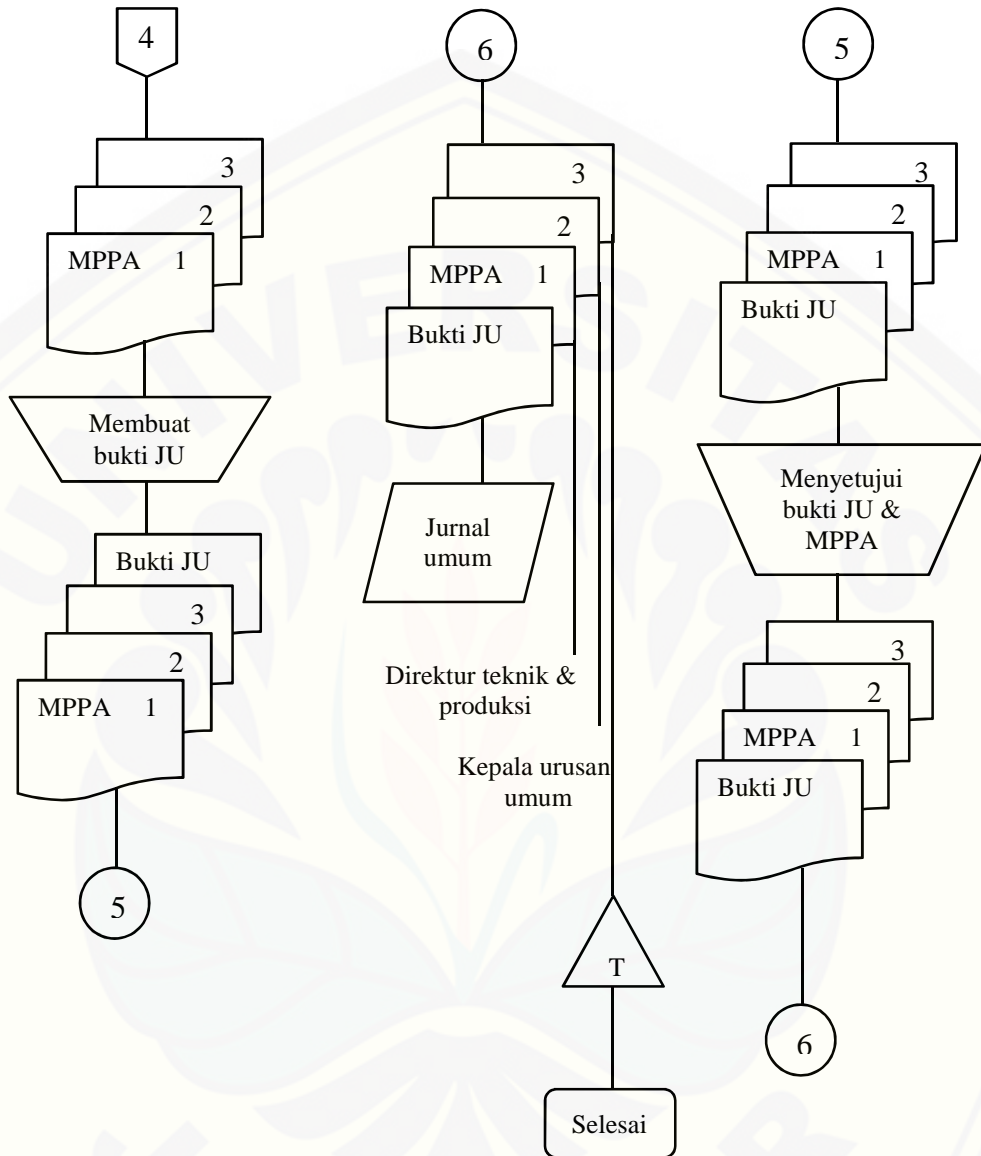 4
3
2
MPPA 1
Membuat
bukti JU
Bukti JU
3
2
MPPA 1
5
6
3
2
MPPA 1
Bukti JU
Jurnal
umum
Direktur teknik &
produksi
Kepala urusan
umum
T
Selesai
5
3
2
MPPA 1
Bukti JU
Menyetujui
bukti JU &
MPPA
3
2
MPPA 1
Bukti JU
6
UNIVERSITAS